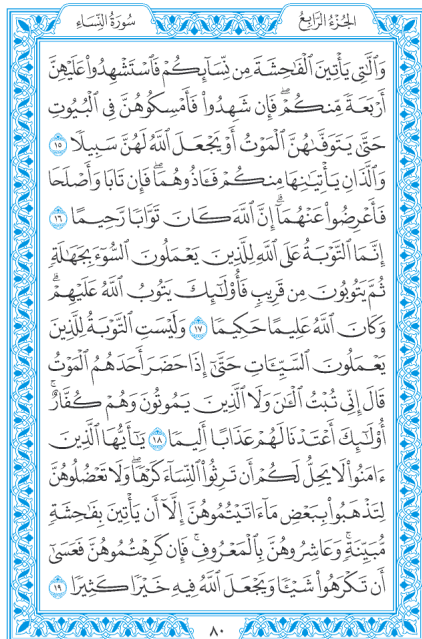 الجزء الرابع
سورة النساء
وَٱلَّٰتِي يَأْتِينَ ٱلْفَٰحِشَةَ مِن نِّسَآئِكُمْ فَٱسْتَشْهِدُوا۟ عَلَيْهِنَّ
أَرْبَعَةً مِّنكُمْ ۖ فَإِن شَهِدُوا۟ فَأَمْسِكُوهُنَّ فِي ٱلْبُيُوتِ
حَتَّىٰ يَتَوَفَّىٰهُنَّ ٱلْمَوْتُ أَوْ يَجْعَلَ ٱللَّهُ لَهُنَّ سَبِيلًا ١٥
وَٱلَّذَانِ يَأْتِيَٰنِهَا مِنكُمْ فَـَٔاذُوهُمَا ۖ فَإِن تَابَا وَأَصْلَحَا
فَأَعْرِضُوا۟ عَنْهُمَآ ۗ إِنَّ ٱللَّهَ كَانَ تَوَّابًا رَّحِيمًا ١٦
إِنَّمَا ٱلتَّوْبَةُ عَلَى ٱللَّهِ لِلَّذِينَ يَعْمَلُونَ ٱلسُّوٓءَ بِجَهَٰلَةٍ
ثُمَّ يَتُوبُونَ مِن قَرِيبٍ فَأُو۟لَٰٓئِكَ يَتُوبُ ٱللَّهُ عَلَيْهِمْ ۗ
وَكَانَ ٱللَّهُ عَلِيمًا حَكِيمًا ١٧ وَلَيْسَتِ ٱلتَّوْبَةُ لِلَّذِينَ
يَعْمَلُونَ ٱلسَّيِّـَٔاتِ حَتَّىٰٓ إِذَا حَضَرَ أَحَدَهُمُ ٱلْمَوْتُ
قَالَ إِنِّي تُبْتُ ٱلْـَٰٔنَ وَلَا ٱلَّذِينَ يَمُوتُونَ وَهُمْ كُفَّارٌ ۚ
أُو۟لَٰٓئِكَ أَعْتَدْنَا لَهُمْ عَذَابًا أَلِيمًا ١٨ يَٰٓأَيُّهَا ٱلَّذِينَ
ءَامَنُوا۟ لَا يَحِلُّ لَكُمْ أَن تَرِثُوا۟ ٱلنِّسَآءَ كَرْهًا ۖ وَلَا تَعْضُلُوهُنَّ
لِتَذْهَبُوا۟ بِبَعْضِ مَآ ءَاتَيْتُمُوهُنَّ إِلَّآ أَن يَأْتِينَ بِفَٰحِشَةٍ
مُّبَيِّنَةٍ ۚ وَعَاشِرُوهُنَّ بِٱلْمَعْرُوفِ ۚ فَإِن كَرِهْتُمُوهُنَّ فَعَسَىٰٓ
أَن تَكْرَهُوا۟ شَيْـًٔا وَيَجْعَلَ ٱللَّهُ فِيهِ خَيْرًا كَثِيرًا ١٩
٨٠